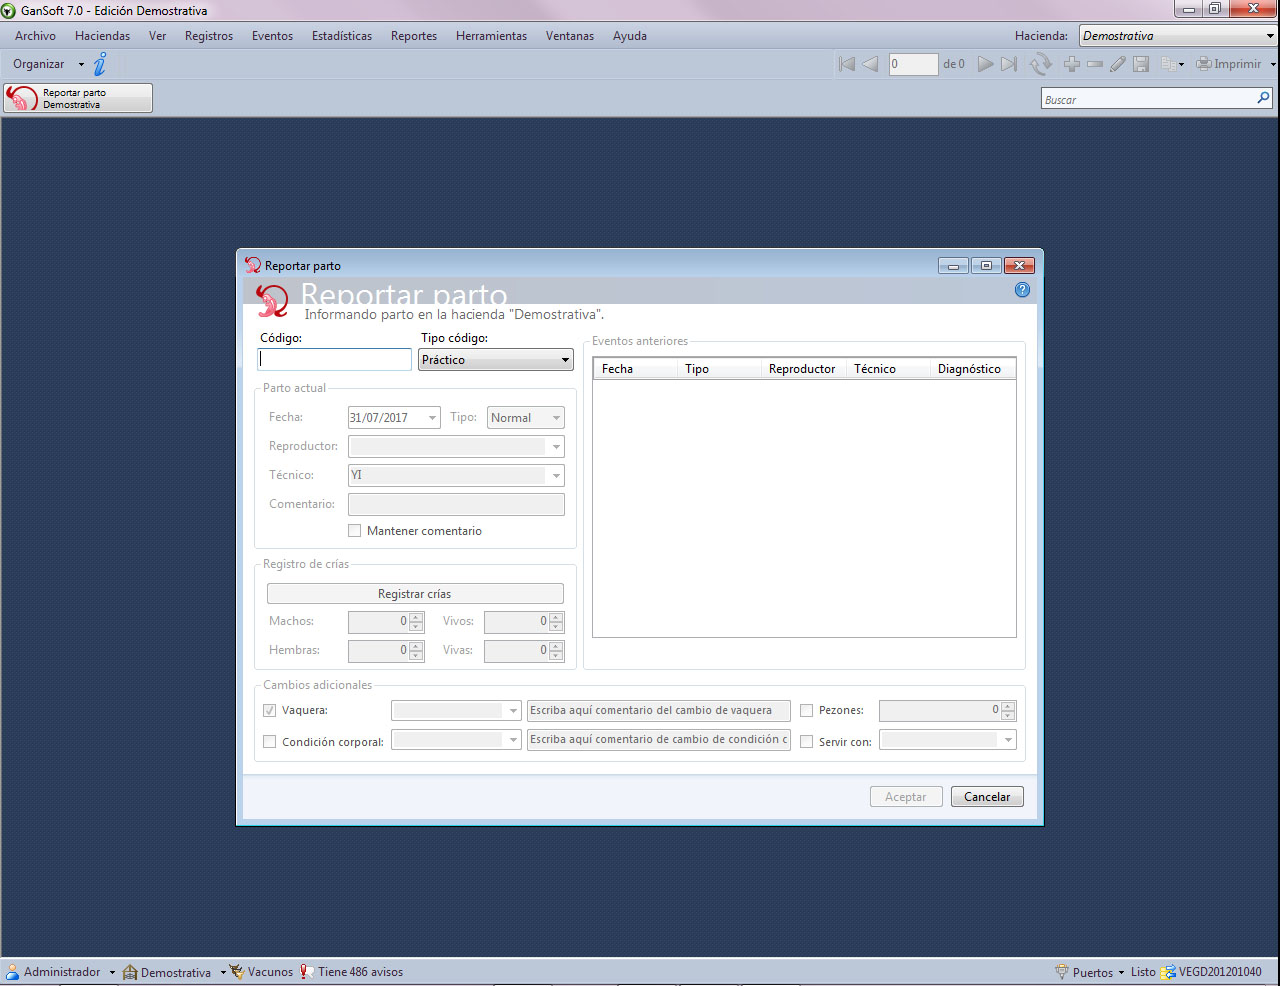 GanSoft 7.0 - Edición Demostrativa
Archivo Haciendas Ver Registros Eventos Estadísticas Reportes Herramientas Ventanas Ayuda Hacienda: Demostrativa
Organizar 0 de 0 Imprimir
Reportar parto
Demostrativa
Buscar
Reportar parto
Reportar parto
Informando parto en la hacienda "Demostrativa".
Código: Tipo código:
Práctico
Eventos anteriores
Fecha Tipo Reproductor Técnico Diagnóstico
Parto actual
Fecha: 31/07/2017 Tipo: Normal
Reproductor:
Técnico: YI
Comentario:
Mantener comentario
Registro de crías
Registrar crías
Machos: 0 Vivos: 0
Hembras: 0 Vivas: 0
Cambios adicionales
Vaquera: Escriba aquí comentario del cambio de vaquera Pezones: 0
Condición corporal: Escriba aquí comentario de cambio de condición c Servir con:
Aceptar Cancelar
Administrador Demostrativa Vacunos Tiene 486 avisos Puertos Listo VEGD201201040